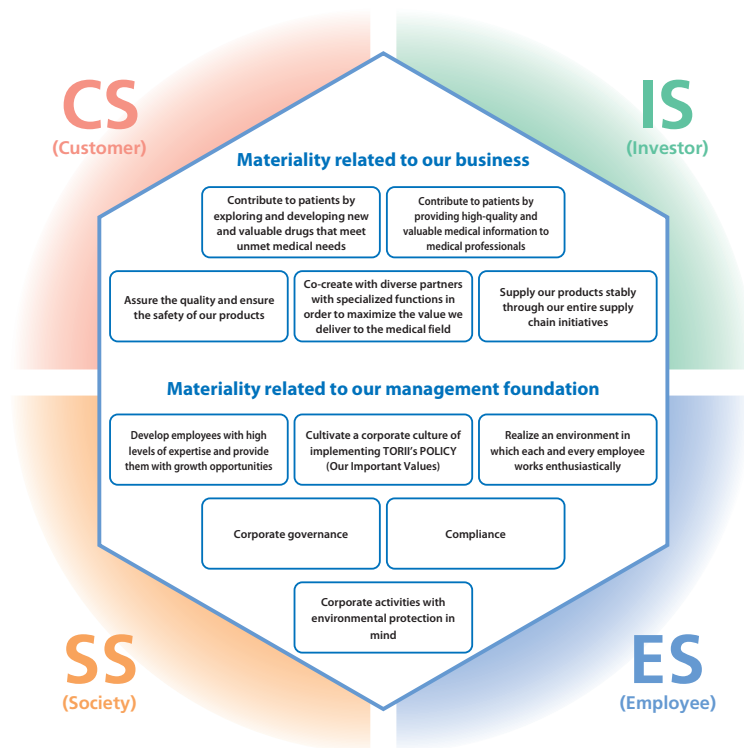 CS
(Customer)
IS
(Investor)
Materiality related to our business
Contribute to patients by
exploring and developing new
and valuable drugs that meet
unmet medical needs
Contribute to patients by
providing high-quality and
valuable medical information to
medical professionals
Assure the quality and ensure
the safety of our products
Co-create with diverse partners
with specialized functions in
order to maximize the value we
deliver to the medical field
Supply our products stably
through our entire supply
chain initiatives
Materiality related to our management foundation
Develop employees with high
levels of expertise and provide
them with growth opportunities
Cultivate a corporate culture of
implementing TORII's POLICY
(Our Important Values)
Realize an environment in
which each and every employee
works enthusiastically
Corporate governance
Compliance
Corporate activities with
environmental protection in
mind
SS
(Society)
ES
(Employee)